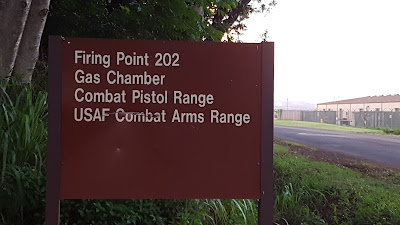 Firing Point 202
Gas Chamber
Combat Pistol Range
USAF Combat Arms Range